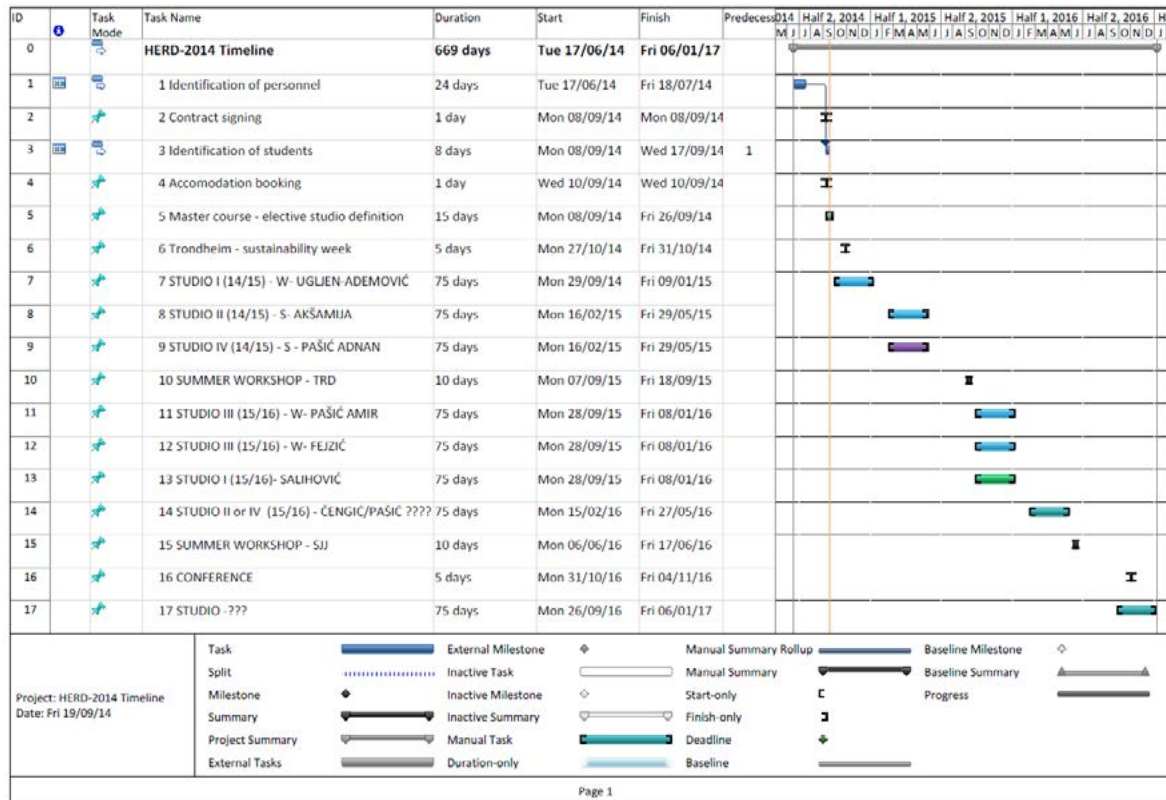 ID Task Mode Task Name Duration Start Finish Predecess 014 Half 2, 2014 Half 1, 2015 Half 2, 2015 Half 1, 2016 Half 2, 2016
M J J A S O N D J F M A M J J A S O N D J F M A M J J A S O N D J
0 HERD-2014 Timeline 669 days Tue 17/06/14 Fri 06/01/17
1 1 Identification of personnel 24 days Tue 17/06/14 Fri 18/07/14
2 2 Contract signing 1 day Mon 08/09/14 Mon 08/09/14
3 3 Identification of students 8 days Mon 08/09/14 Wed 17/09/14 1
4 4 Accomodation booking 1 day Wed 10/09/14 Wed 10/09/14
5 5 Master course - elective studio definition 15 days Mon 08/09/14 Fri 26/09/14
6 6 Trondheim - sustainability week 5 days Mon 27/10/14 Fri 31/10/14
7 7 STUDIO I (14/15) - W- UGLJEN-ADEMOVIĆ 75 days Mon 29/09/14 Fri 09/01/15
8 8 STUDIO II (14/15) - S- AKŠAMIJA 75 days Mon 16/02/15 Fri 29/05/15
9 9 STUDIO IV (14/15) - S - PAŠIĆ ADNAN 75 days Mon 16/02/15 Fri 29/05/15
10 10 SUMMER WORKSHOP - TRD 10 days Mon 07/09/15 Fri 18/09/15
11 11 STUDIO III (15/16) - W- PAŠIĆ AMIR 75 days Mon 28/09/15 Fri 08/01/16
12 12 STUDIO III (15/16) - W- FEJZIĆ 75 days Mon 28/09/15 Fri 08/01/16
13 13 STUDIO I (15/16)- SALIHOVIĆ 75 days Mon 28/09/15 Fri 08/01/16
14 14 STUDIO II or IV (15/16) - ČENGIĆ/PAŠIĆ ???? 75 days Mon 15/02/16 Fri 27/05/16
15 15 SUMMER WORKSHOP - SJJ 10 days Mon 06/06/16 Fri 17/06/16
16 16 CONFERENCE 5 days Mon 31/10/16 Fri 04/11/16
17 17 STUDIO -??? 75 days Mon 26/09/16 Fri 06/01/17
Project: HERD-2014 Timeline
Date: Fri 19/09/14
Task External Milestone Manual Summary Rollup Baseline Milestone
Split Inactive Task Manual Summary Baseline Summary
Milestone Inactive Milestone Start-only Progress
Summary Inactive Summary Finish-only
Project Summary Manual Task Deadline
External Tasks Duration-only Baseline
Page 1